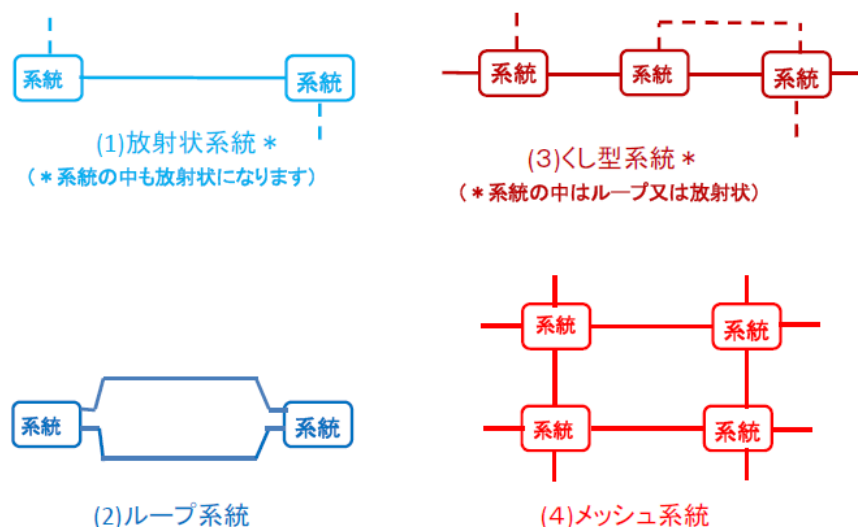 系統
系統
(1)放射状系統＊
(＊系統の中も放射状になります)
系統
系統
系統
(３)くし型系統＊
(＊系統の中はループ又は放射状)
系統
系統
(2)ループ系統
系統
系統
系統
系統
(４)メッシュ系統